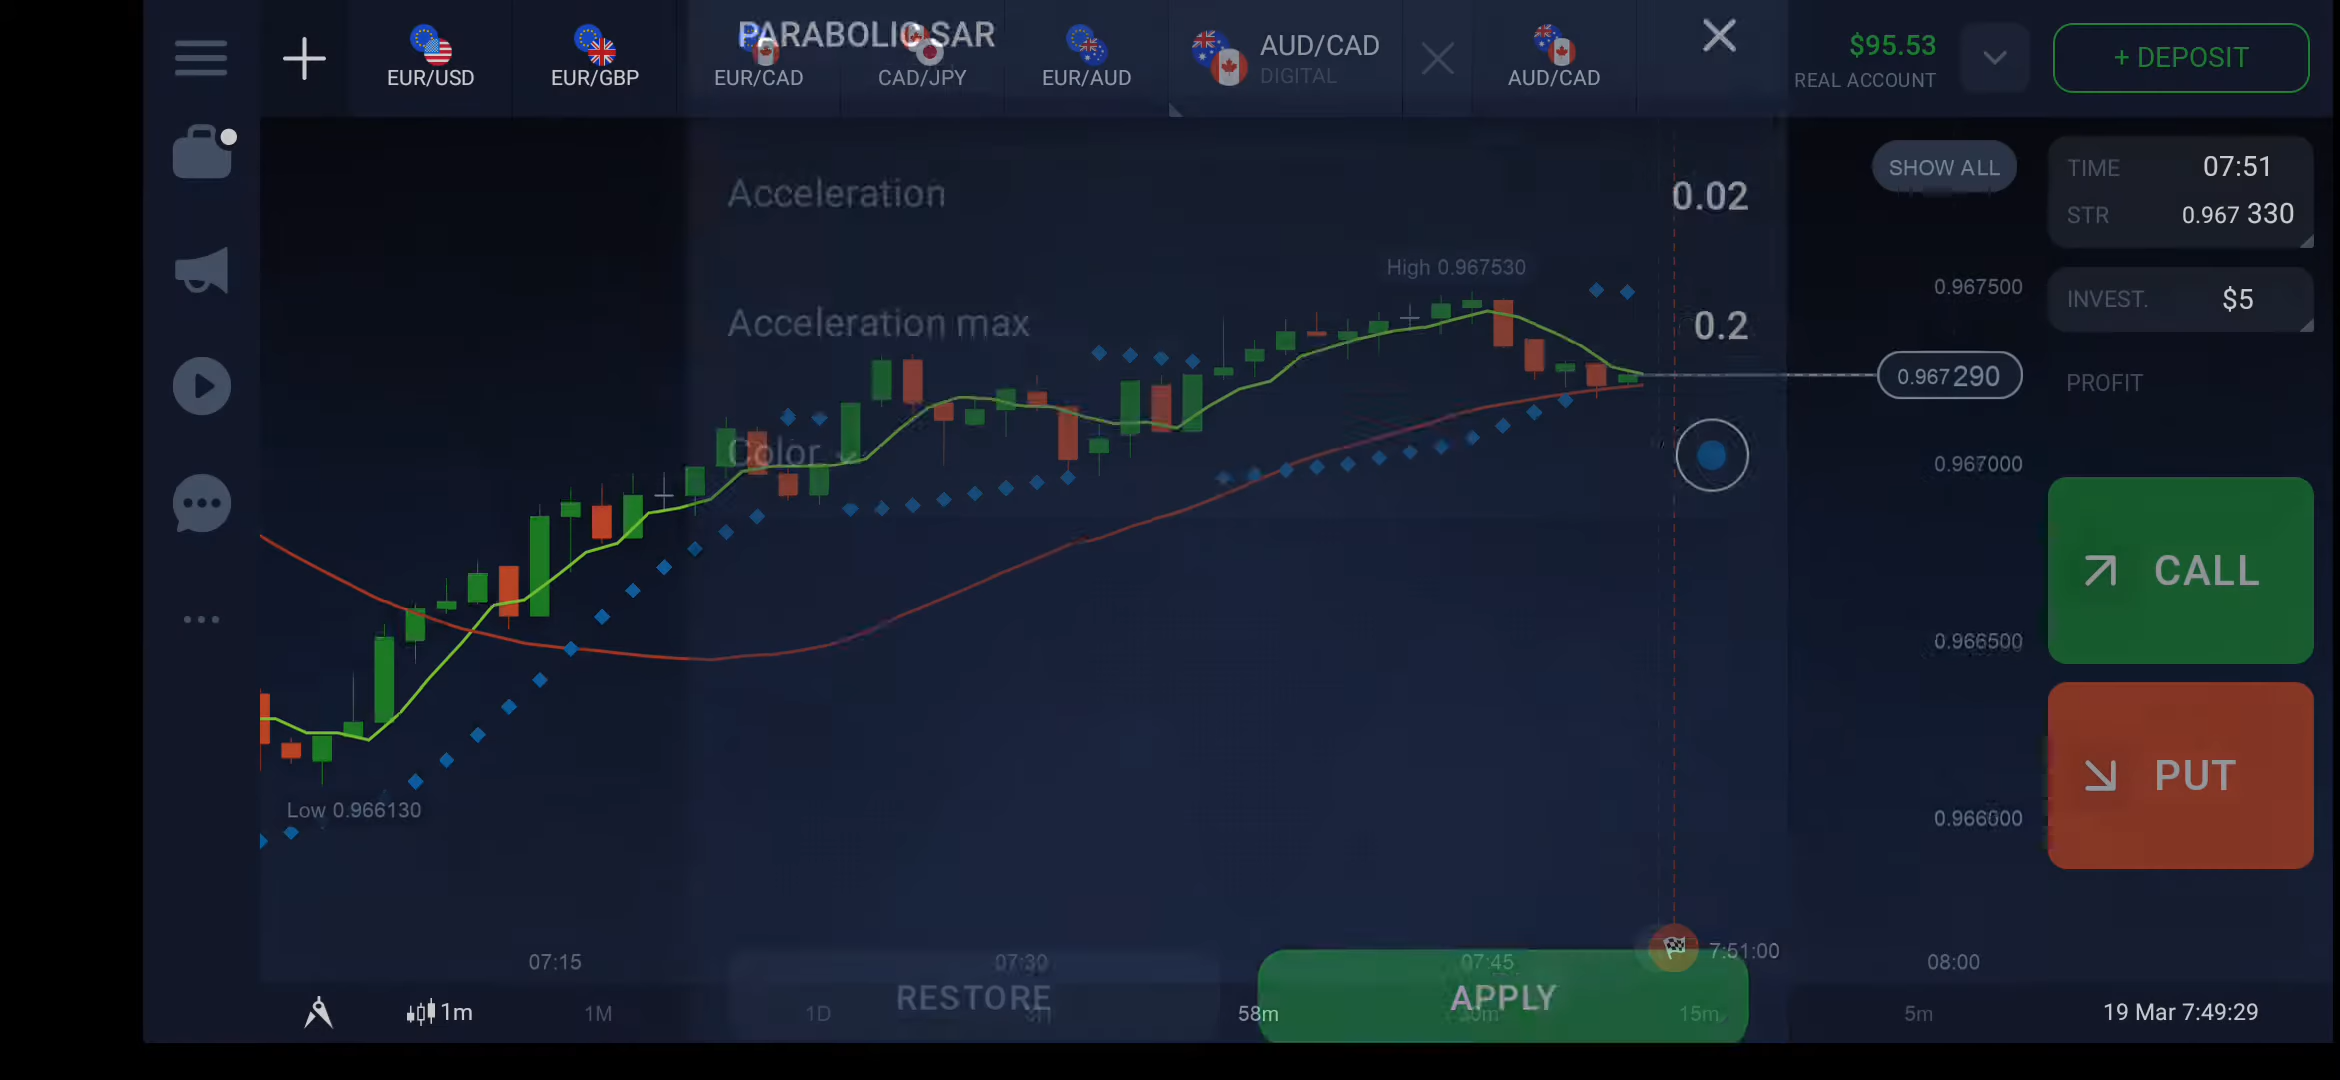 PARABOLIC SAR
EUR/USD
EUR/GBP
EUR/CAD
CAD/JPY
EUR/AUD
AUD/CAD
DIGITAL
AUD/CAD
$95.53
REAL ACCOUNT
+ DEPOSIT
SHOW ALL
TIME 07:51
STR 0.967 330
Acceleration 0.02
High 0.967530
0.967500
INVEST. $5
Acceleration max 0.2
0.967 290
PROFIT
Color
0.967000
CALL
0.966500
PUT
Low 0.966130
0.966000
07:15
07:30
07:45
7:51:00
08:00
RESTORE
APPLY
1m
1M
1D
58m
30m
15m
5m
19 Mar 7:49:29